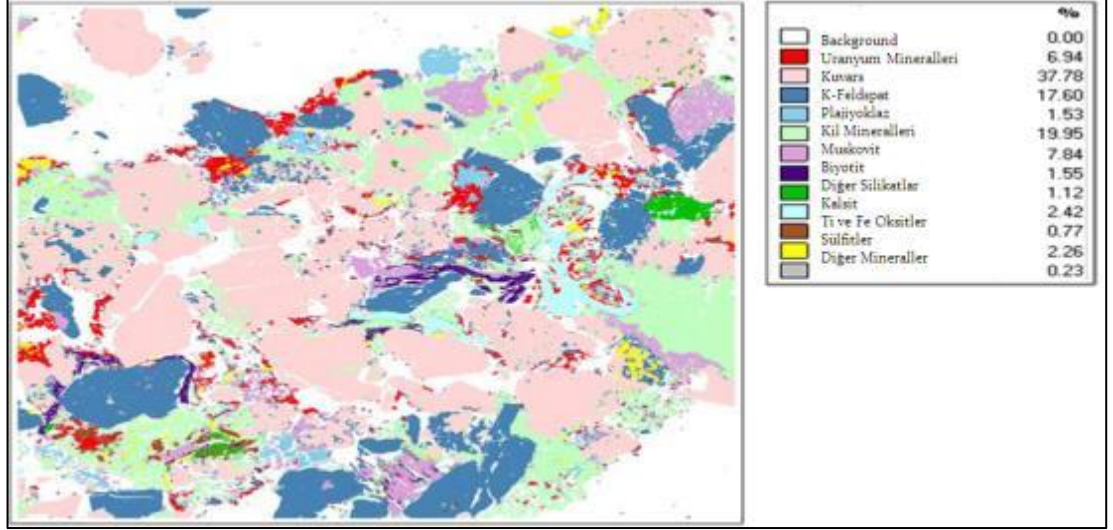 %
Background 0.00
Uranyum Mineralleri 6.94
Kuvars 37.78
K-Feldspat 17.60
Plajiyoklaz 1.53
Kil Mineralleri 19.95
Muskovit 7.84
Biyotit 1.55
Diğer Silikatlar 1.12
Kalsit 2.42
Ti ve Fe Oksitler 0.77
Sülfitler 2.26
Diğer Mineraller 0.23